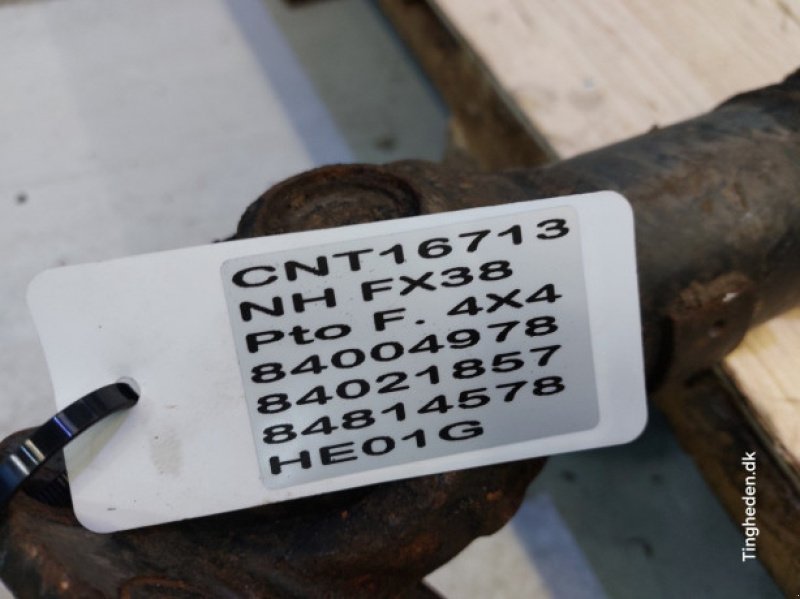 CNT16713
NH FX38
Pto F. 4X4
84004978
84021857
84814578
HE01G
Tingheden.dk